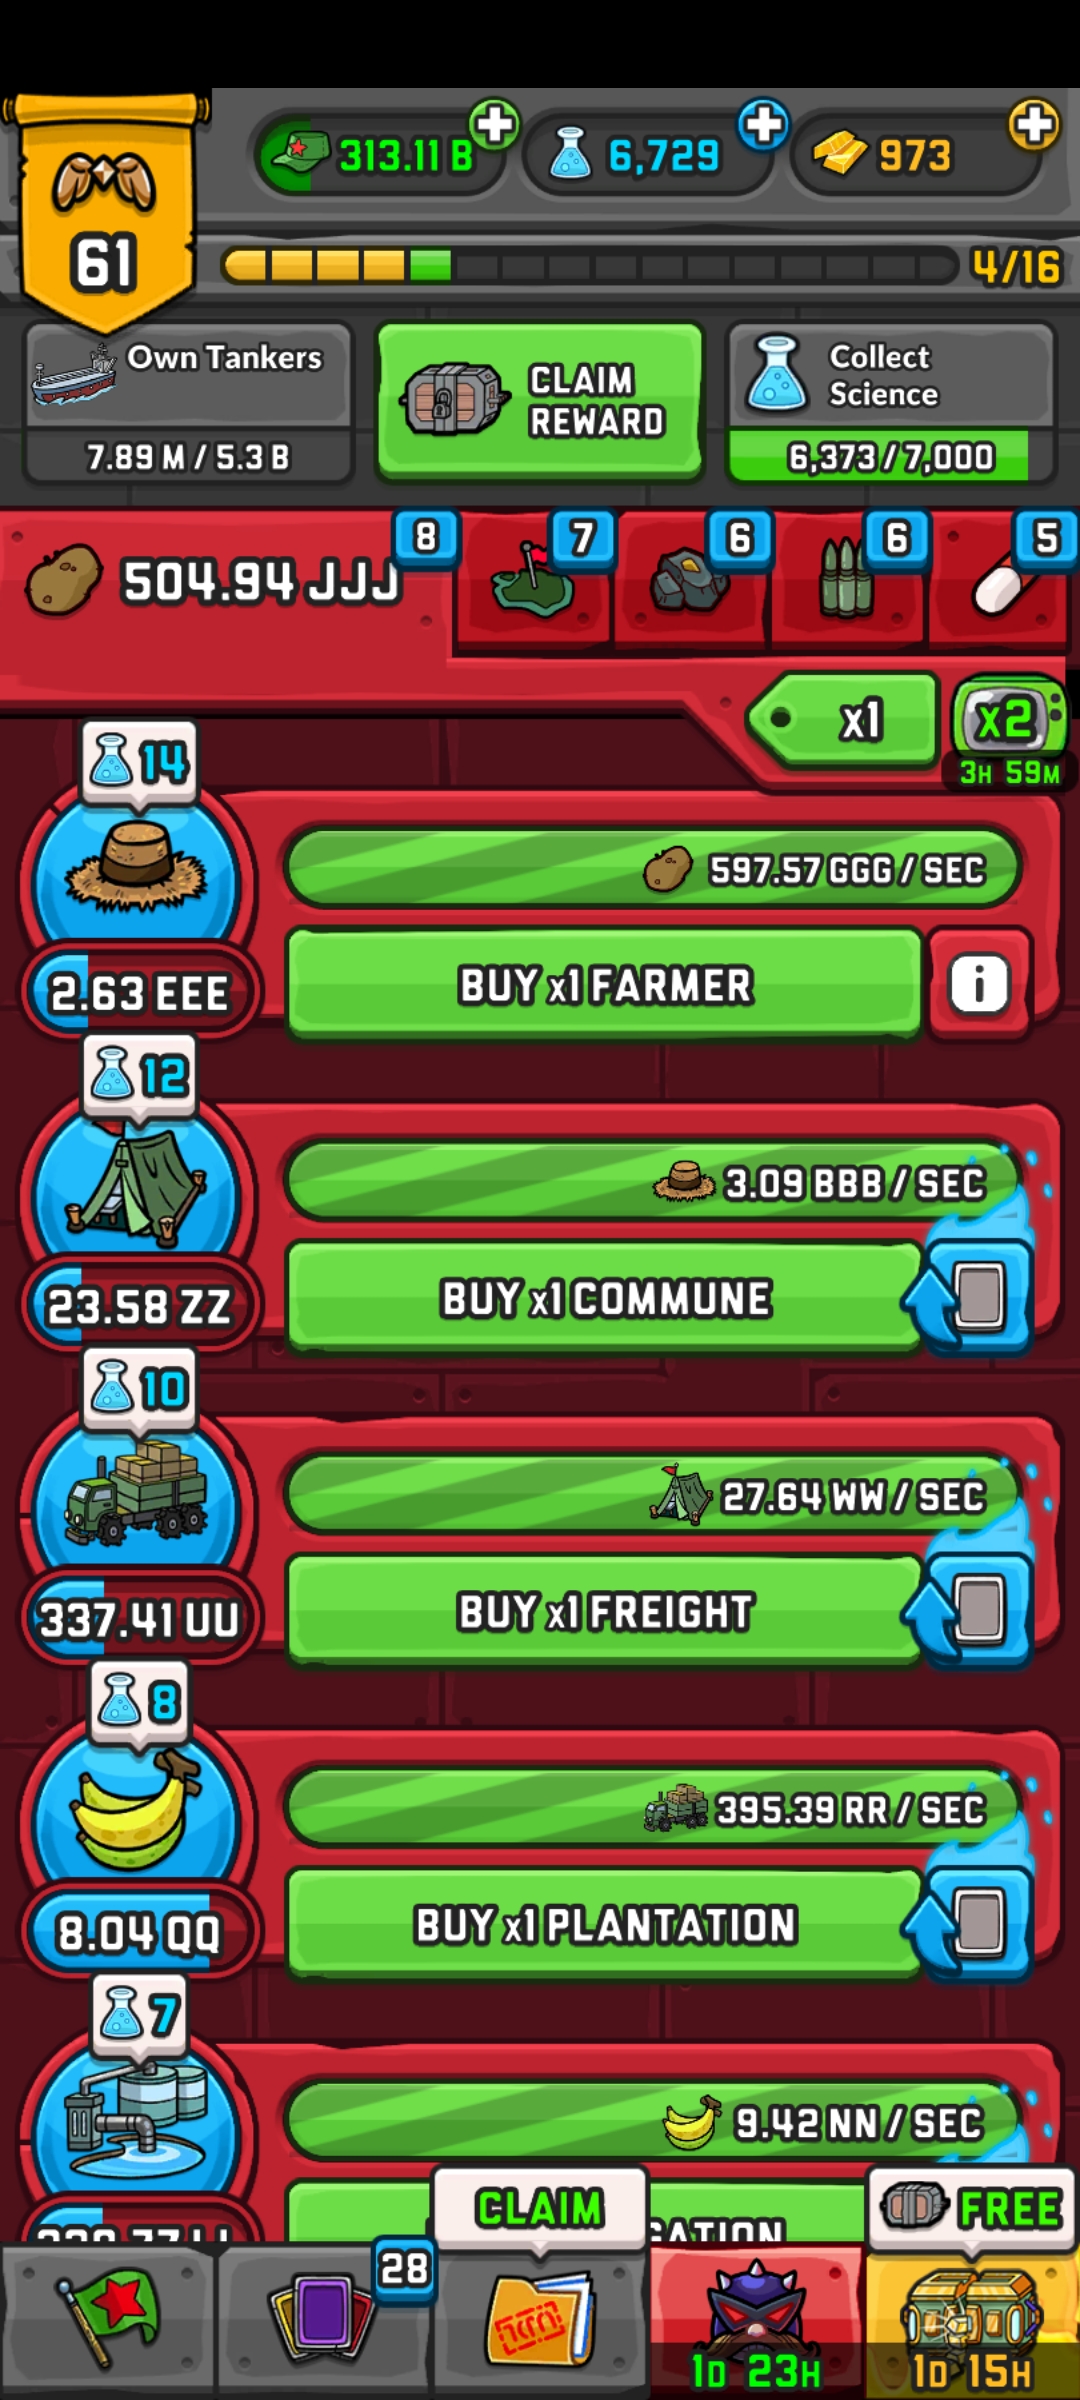 313.11 B
6,729
973
61
4/16
Own Tankers
7.89 M / 5.3 B
CLAIM
REWARD
Collect
Science
6,373 / 7,000
504.94 JJJ
8
7
6
6
5
x1
x2
3H 59M
14
597.57 GGG / SEC
2.63 EEE
BUY x1 FARMER
i
12
3.09 BBB / SEC
23.58 ZZ
BUY x1 COMMUNE
10
27.64 WW / SEC
337.41 UU
BUY x1 FREIGHT
8
395.39 RR / SEC
8.04 QQ
BUY x1 PLANTATION
7
9.42 NN / SEC
CLAIM
FREE
28
1D 23H
1D 15H